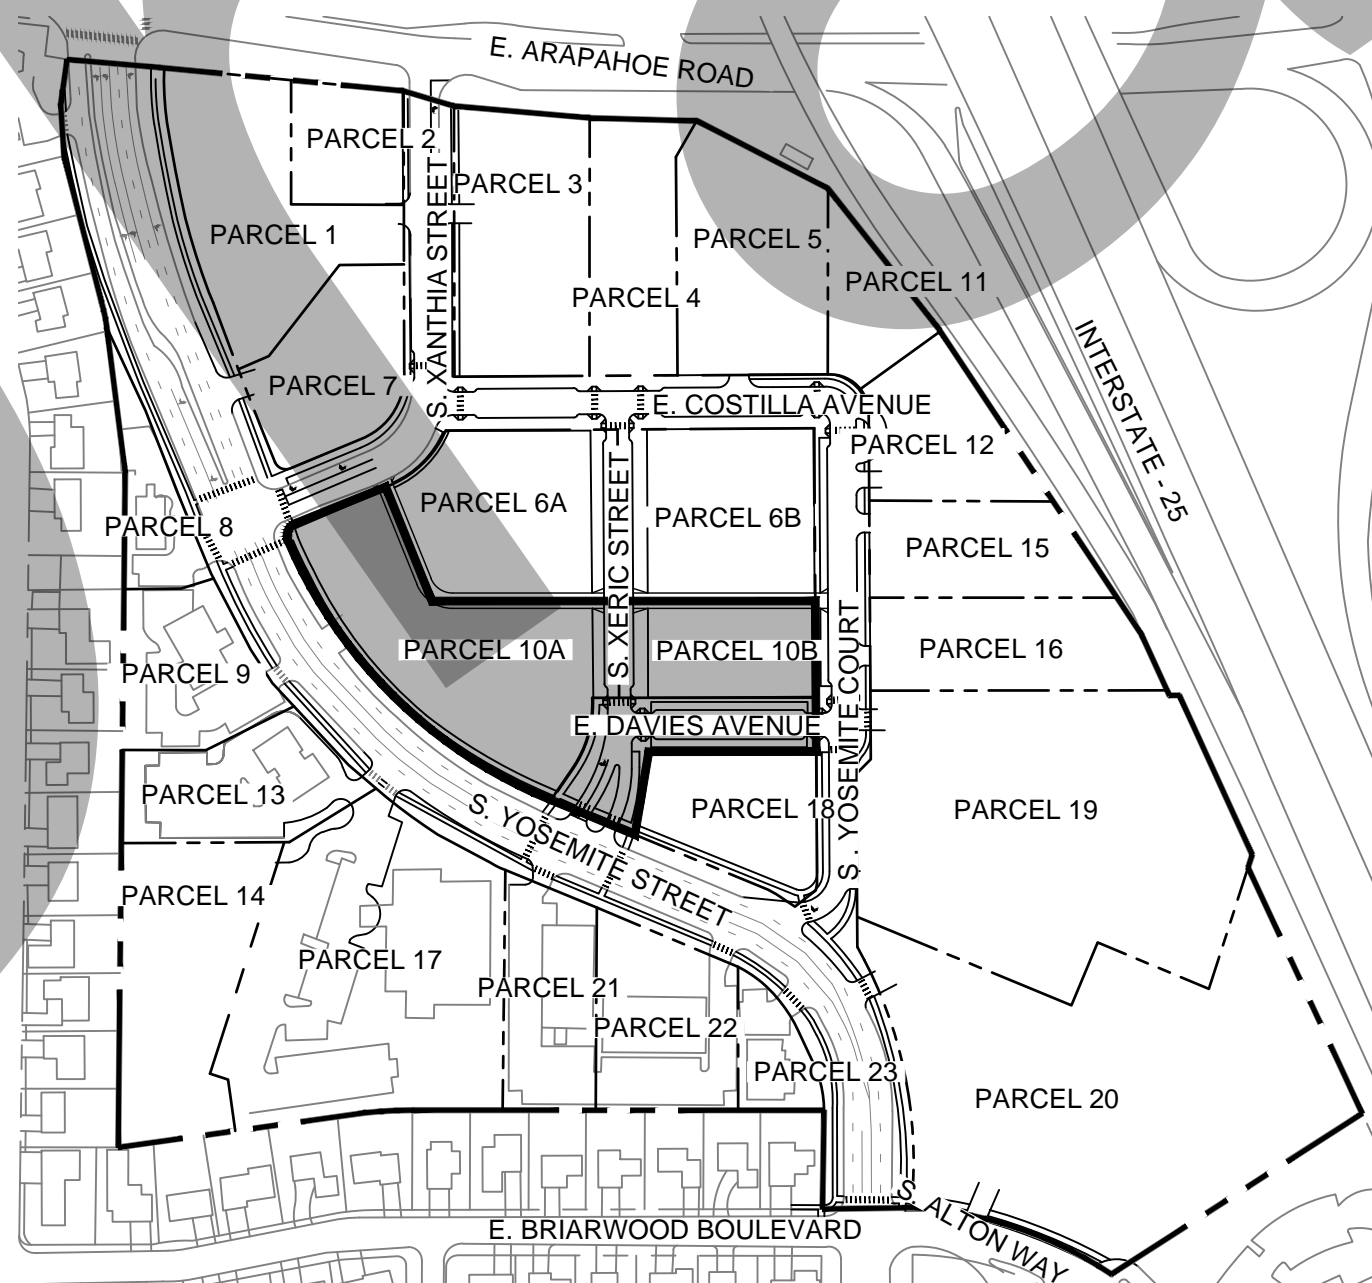 E. ARAPAHOE ROAD
PARCEL 2
PARCEL 3
S. XANTHIA STREET
PARCEL 1
PARCEL 5
PARCEL 11
PARCEL 4
INTERSTATE - 25
PARCEL 7
E. COSTILLA AVENUE
PARCEL 12
PARCEL 6A
PARCEL 6B
PARCEL 8
PARCEL 15
S. XERIC STREET
PARCEL 10A
PARCEL 10B
PARCEL 16
PARCEL 9
S. YOSEMITE COURT
E. DAVIES AVENUE
PARCEL 13
PARCEL 18
PARCEL 19
S. YOSEMITE STREET
PARCEL 14
PARCEL 17
PARCEL 21
PARCEL 22
PARCEL 23
PARCEL 20
S. ALTON WAY
E. BRIARWOOD BOULEVARD